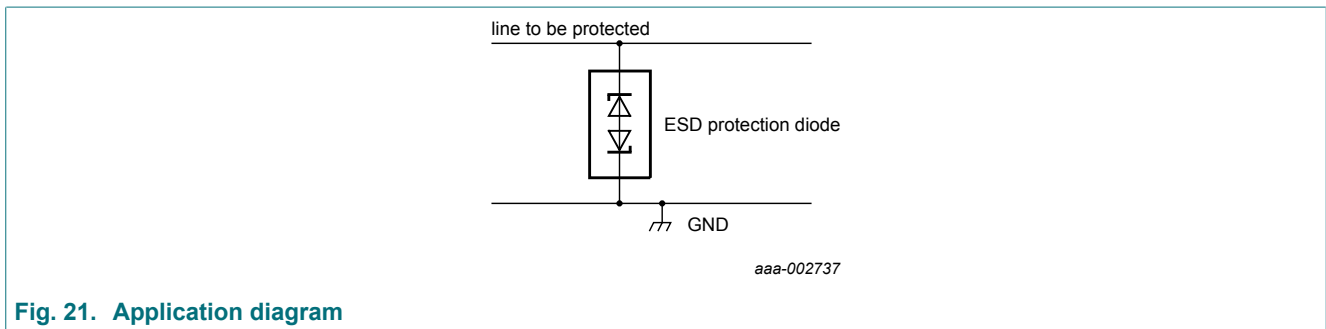 line to be protected
ESD protection diode
GND
aaa-002737
Fig. 21. Application diagram